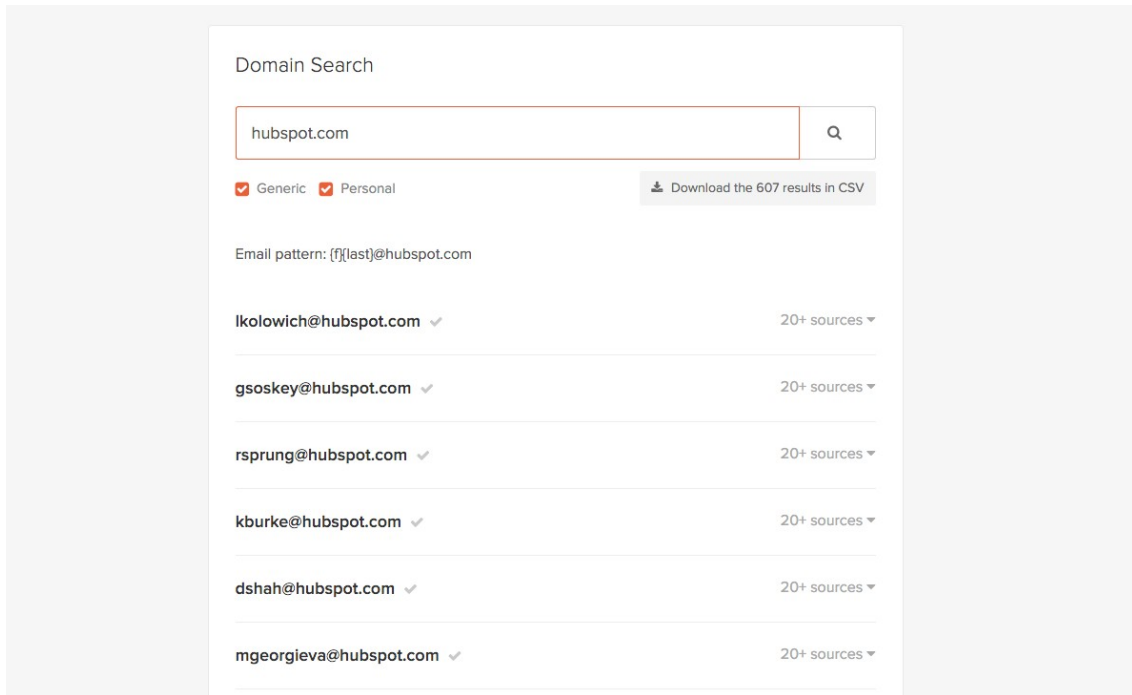 Domain Search
hubspot.com
Generic Personal Download the 607 results in CSV
Email pattern: {f}{last}@hubspot.com
lkolowich@hubspot.com 20+ sources
gsoskey@hubspot.com 20+ sources
rsprung@hubspot.com 20+ sources
kburke@hubspot.com 20+ sources
dshah@hubspot.com 20+ sources
mgeorgieva@hubspot.com 20+ sources